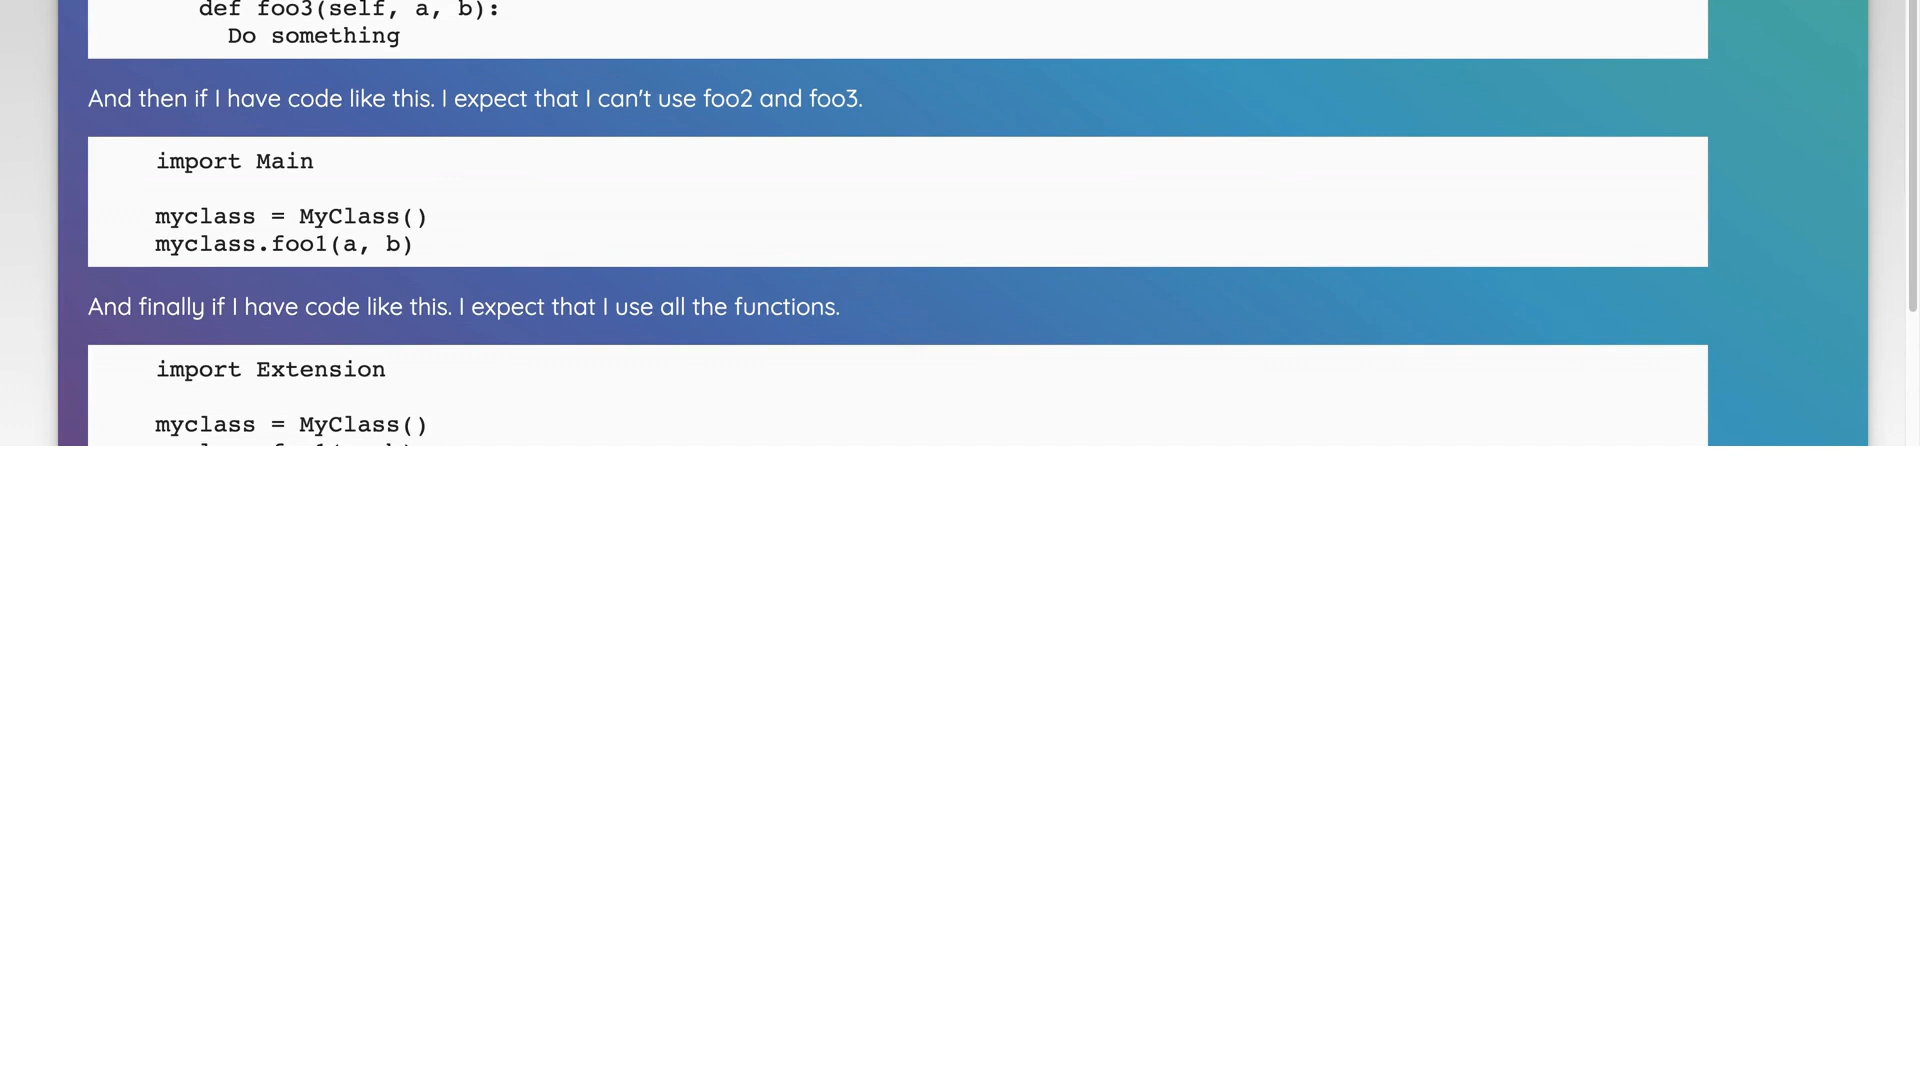 def foo3(self, a, b):
Do something
And then if I have code like this. I expect that I can't use foo2 and foo3.
import Main
myclass = MyClass()
myclass.foo1(a, b)
And finally if I have code like this. I expect that I use all the functions.
import Extension
myclass = MyClass()